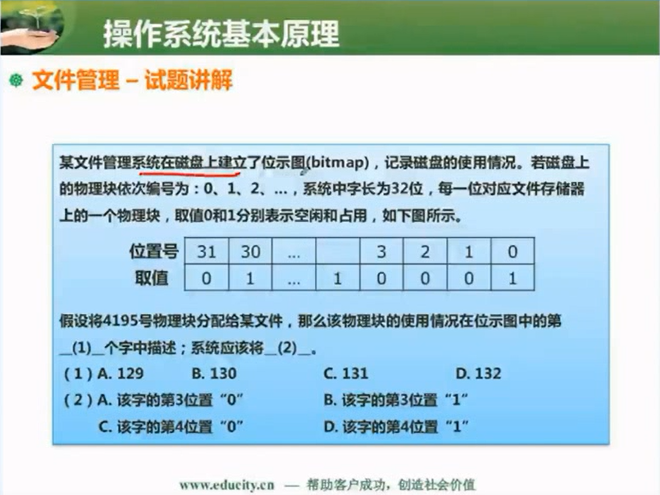 操作系统基本原理
文件管理 – 试题讲解
某文件管理系统在磁盘上建立了位示图(bitmap)，记录磁盘的使用情况。若磁盘上
的物理块依次编号为：0、1、2、...，系统中字长为32位，每一位对应文件存储器
上的一个物理块，取值0和1分别表示空闲和占用，如下图所示。
位置号 31 30 ... 3 2 1 0
取值 0 1 ... 1 0 0 0 1
假设将4195号物理块分配给某文件，那么该物理块的使用情况在位示图中的第
__(1)__个字中描述；系统应该将__(2)__。
（1）A. 129 B. 130 C. 131 D. 132
（2）A. 该字的第3位置“0” B. 该字的第3位置“1”
C. 该字的第4位置“0” D. 该字的第4位置“1”
www.educity.cn — 帮助客户成功，创造社会价值